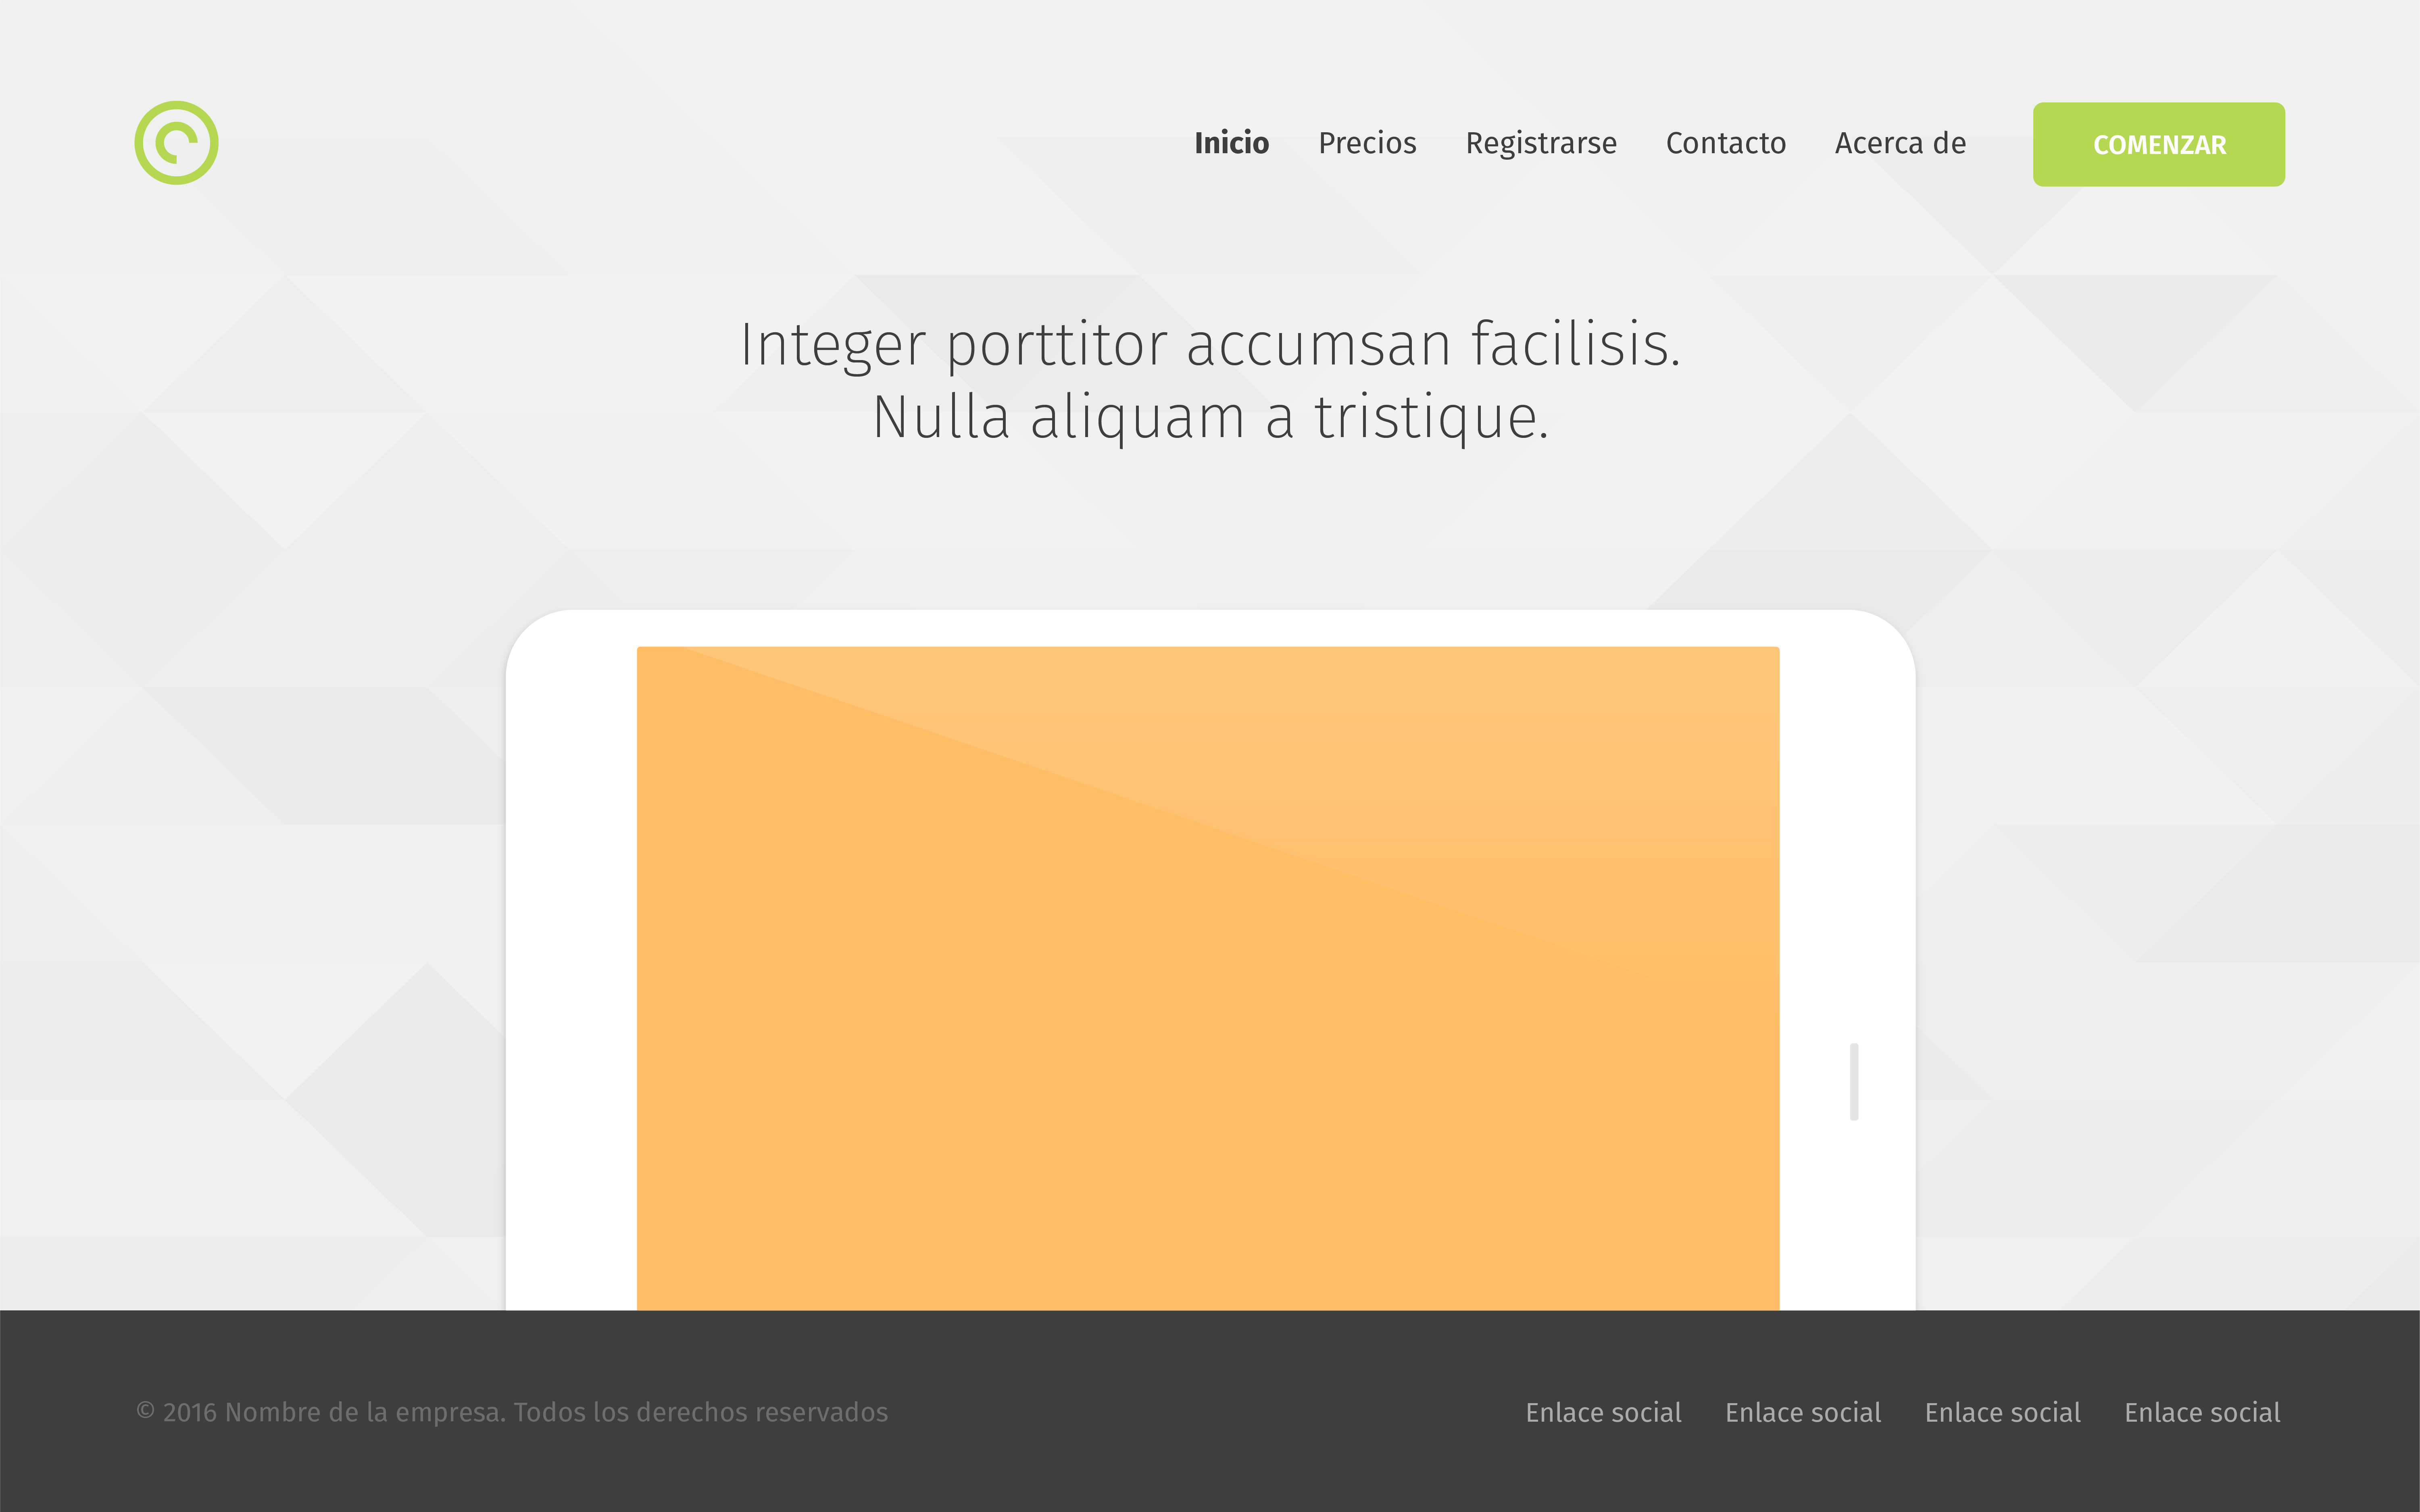 Inicio Precios Registrarse Contacto Acerca de COMENZAR
Integer porttitor accumsan facilisis.
Nulla aliquam a tristique.
© 2016 Nombre de la empresa. Todos los derechos reservados Enlace social Enlace social Enlace social Enlace social